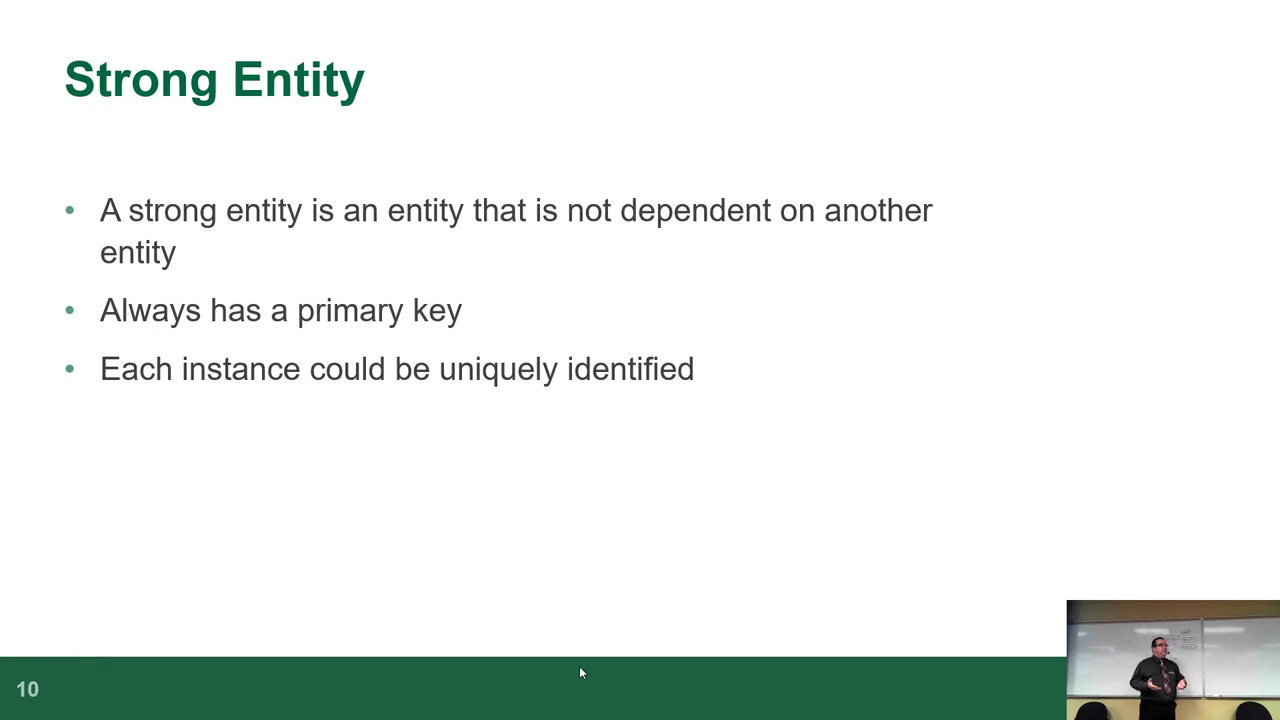 Strong Entity
• A strong entity is an entity that is not dependent on another
entity
• Always has a primary key
• Each instance could be uniquely identified
10